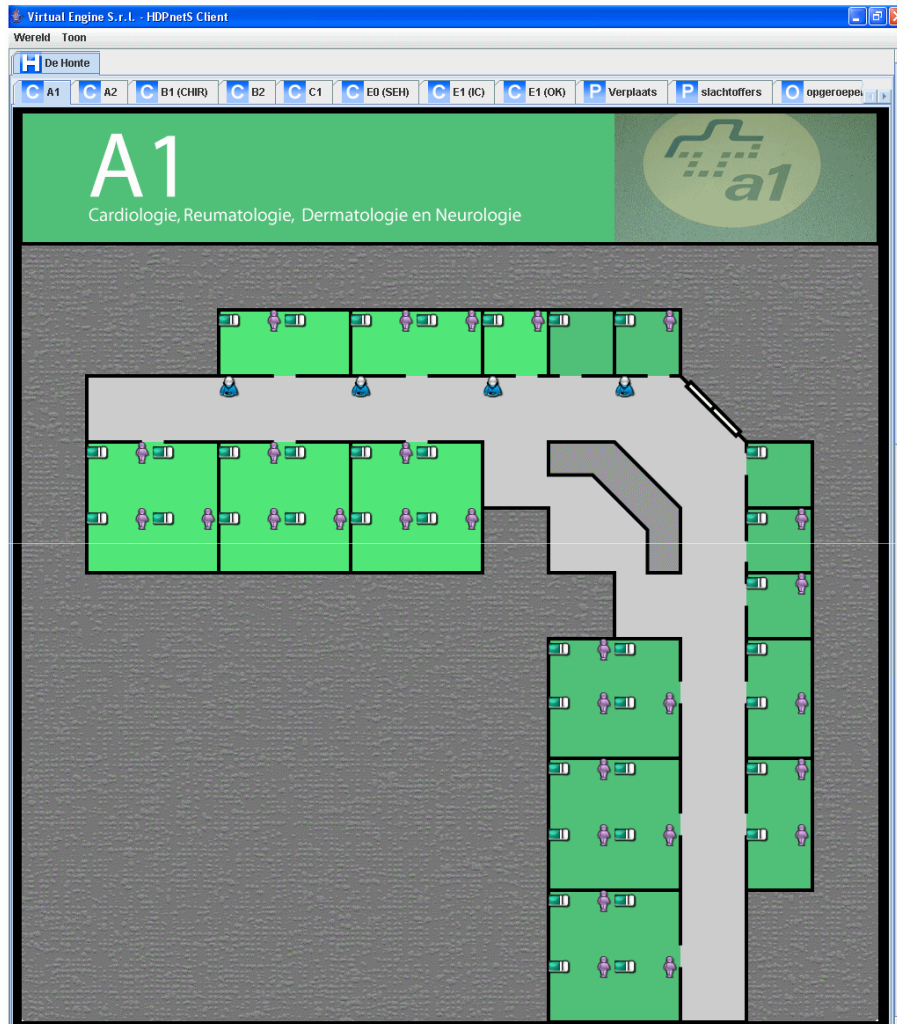 Virtual Engine S.r.l. - HDPnetS Client
Wereld Toon
H De Honte
C A1 C A2 C B1 (CHIR) C B2 C C1 C E0 (SEH) C E1 (IC) C E1 (OK) P Verplaats P slachtoffers O opgeroepe
A1
Cardiologie, Reumatologie, Dermatologie en Neurologie
a1